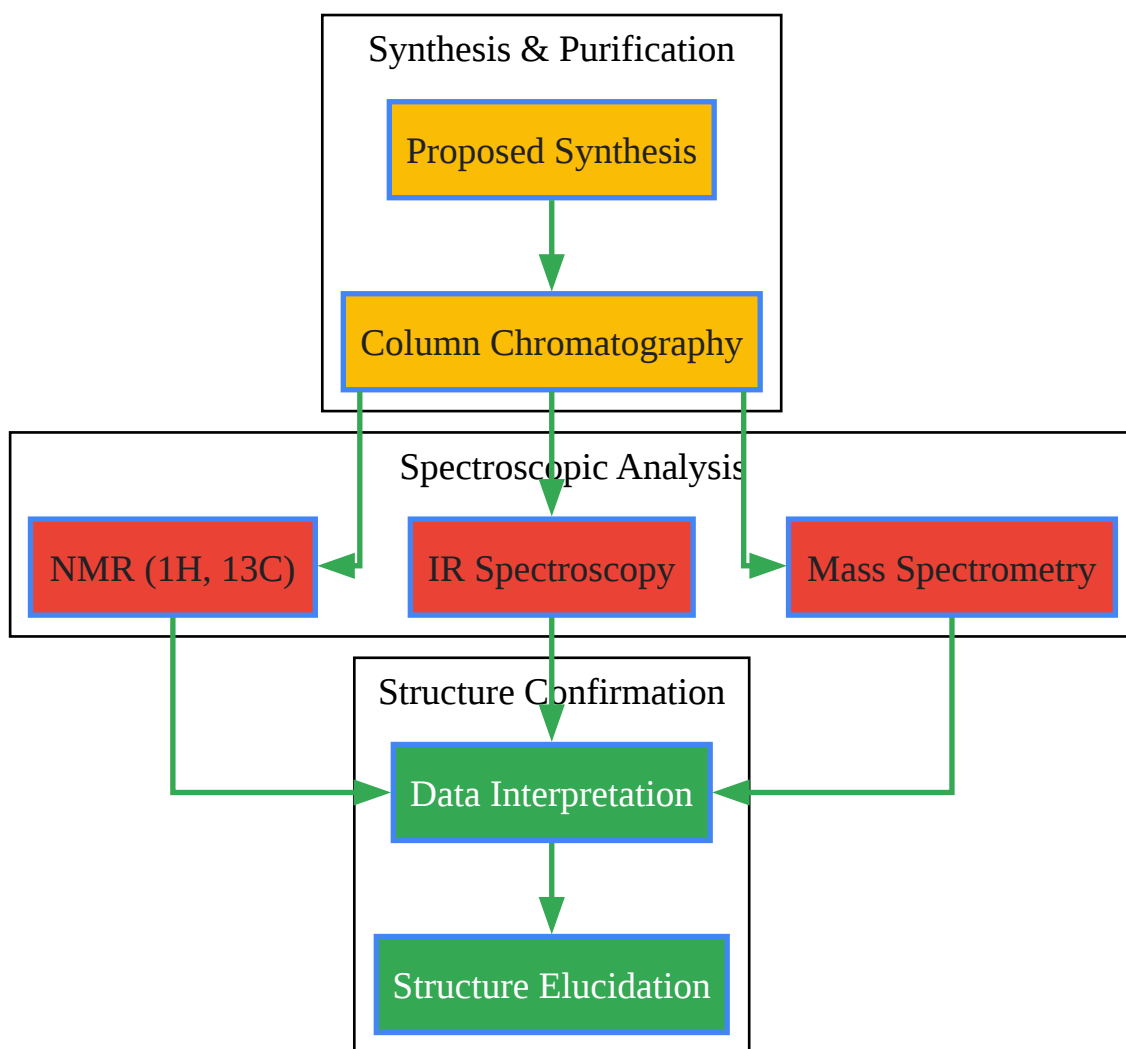 Synthesis & Purification
Proposed Synthesis
Column Chromatography
Spectroscopic Analysis
NMR (1H, 13C)
IR Spectroscopy
Mass Spectrometry
Structure Confirmation
Data Interpretation
Structure Elucidation